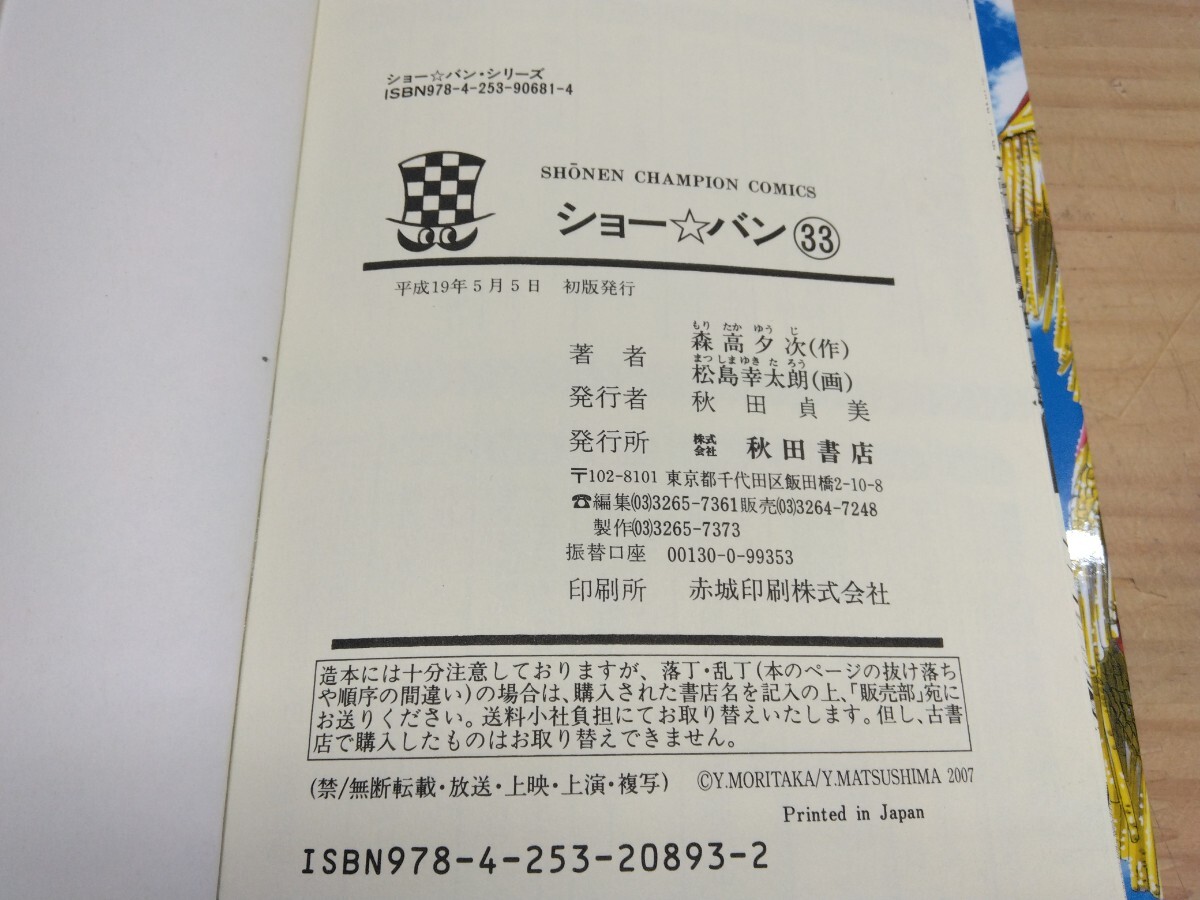 ショー☆バン・シリーズ
ISBN978-4-253-90681-4
SHŌNEN CHAMPION COMICS
ショー☆バン㉝
平成19年5月5日 初版発行
もり たか ゆう じ
著者 森高夕次(作)
まつ しま ゆき た ろう
松島幸太朗(画)
発行者 秋田貞美
発行所 株式会社 秋田書店
〒102-8101 東京都千代田区飯田橋2-10-8
☎編集(03)3265-7361販売(03)3264-7248
製作(03)3265-7373
振替口座 00130-0-99353
印刷所 赤城印刷株式会社
造本には十分注意しておりますが、落丁・乱丁(本のページの抜け落ち
や順序の間違い)の場合は、購入された書店名を記入の上、「販売部」宛に
お送りください。送料小社負担にてお取り替えいたします。但し、古書
店で購入したものはお取り替えできません。
(禁/無断転載・放送・上映・上演・複写) ©Y.MORITAKA/Y.MATSUSHIMA 2007
Printed in Japan
ISBN978-4-253-20893-2